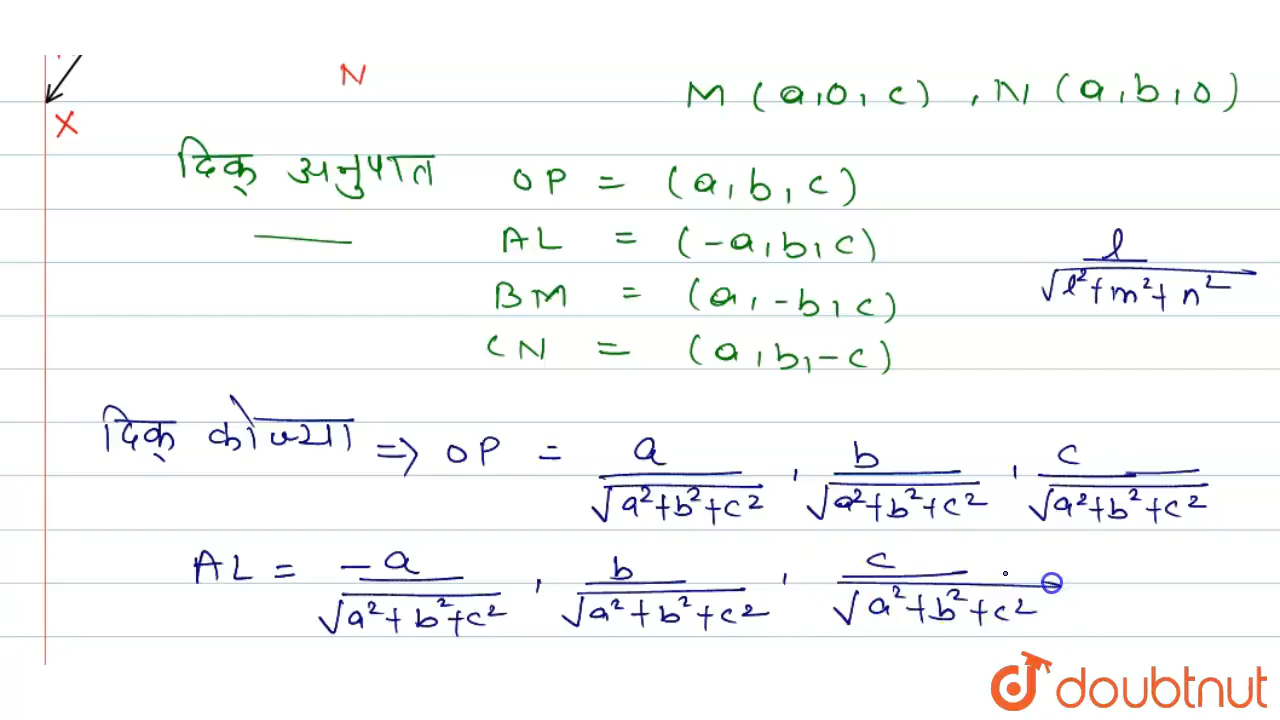 N
M (a,0,c) , N (a,b,0)
X
दिक् अनुपात OP = (a,b,c)
AL = (-a,b,c)
l/√(l²+m²+n²)
BM = (a,-b,c)
CN = (a,b,-c)
दिक् कोज्या => OP = a/√(a²+b²+c²) , b/√(a²+b²+c²) , c/√(a²+b²+c²)
AL = -a/√(a²+b²+c²) , b/√(a²+b²+c²) , c/√(a²+b²+c²)
doubtnut